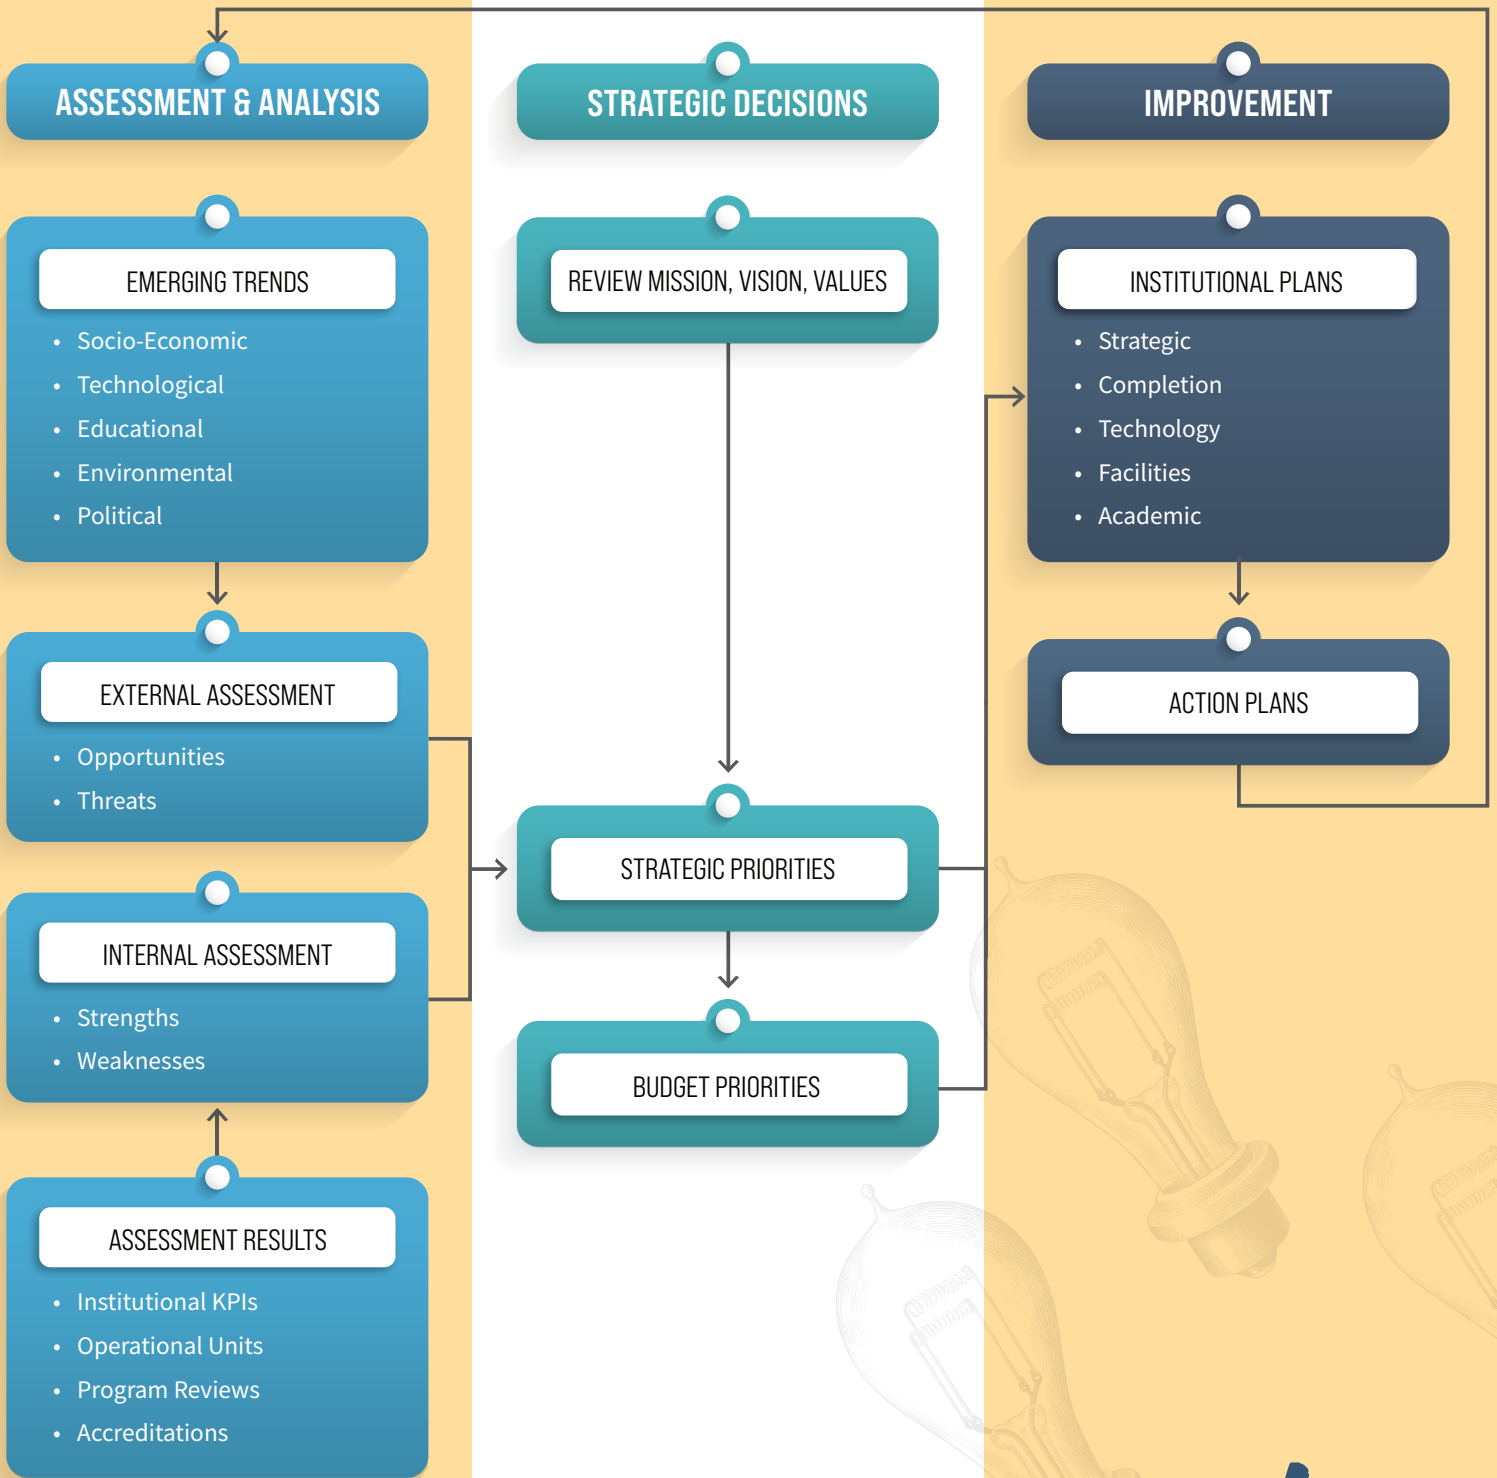 ASSESSMENT & ANALYSIS
EMERGING TRENDS
• Socio-Economic
• Technological
• Educational
• Environmental
• Political
EXTERNAL ASSESSMENT
• Opportunities
• Threats
INTERNAL ASSESSMENT
• Strengths
• Weaknesses
ASSESSMENT RESULTS
• Institutional KPIs
• Operational Units
• Program Reviews
• Accreditations
STRATEGIC DECISIONS
REVIEW MISSION, VISION, VALUES
STRATEGIC PRIORITIES
BUDGET PRIORITIES
IMPROVEMENT
INSTITUTIONAL PLANS
• Strategic
• Completion
• Technology
• Facilities
• Academic
ACTION PLANS